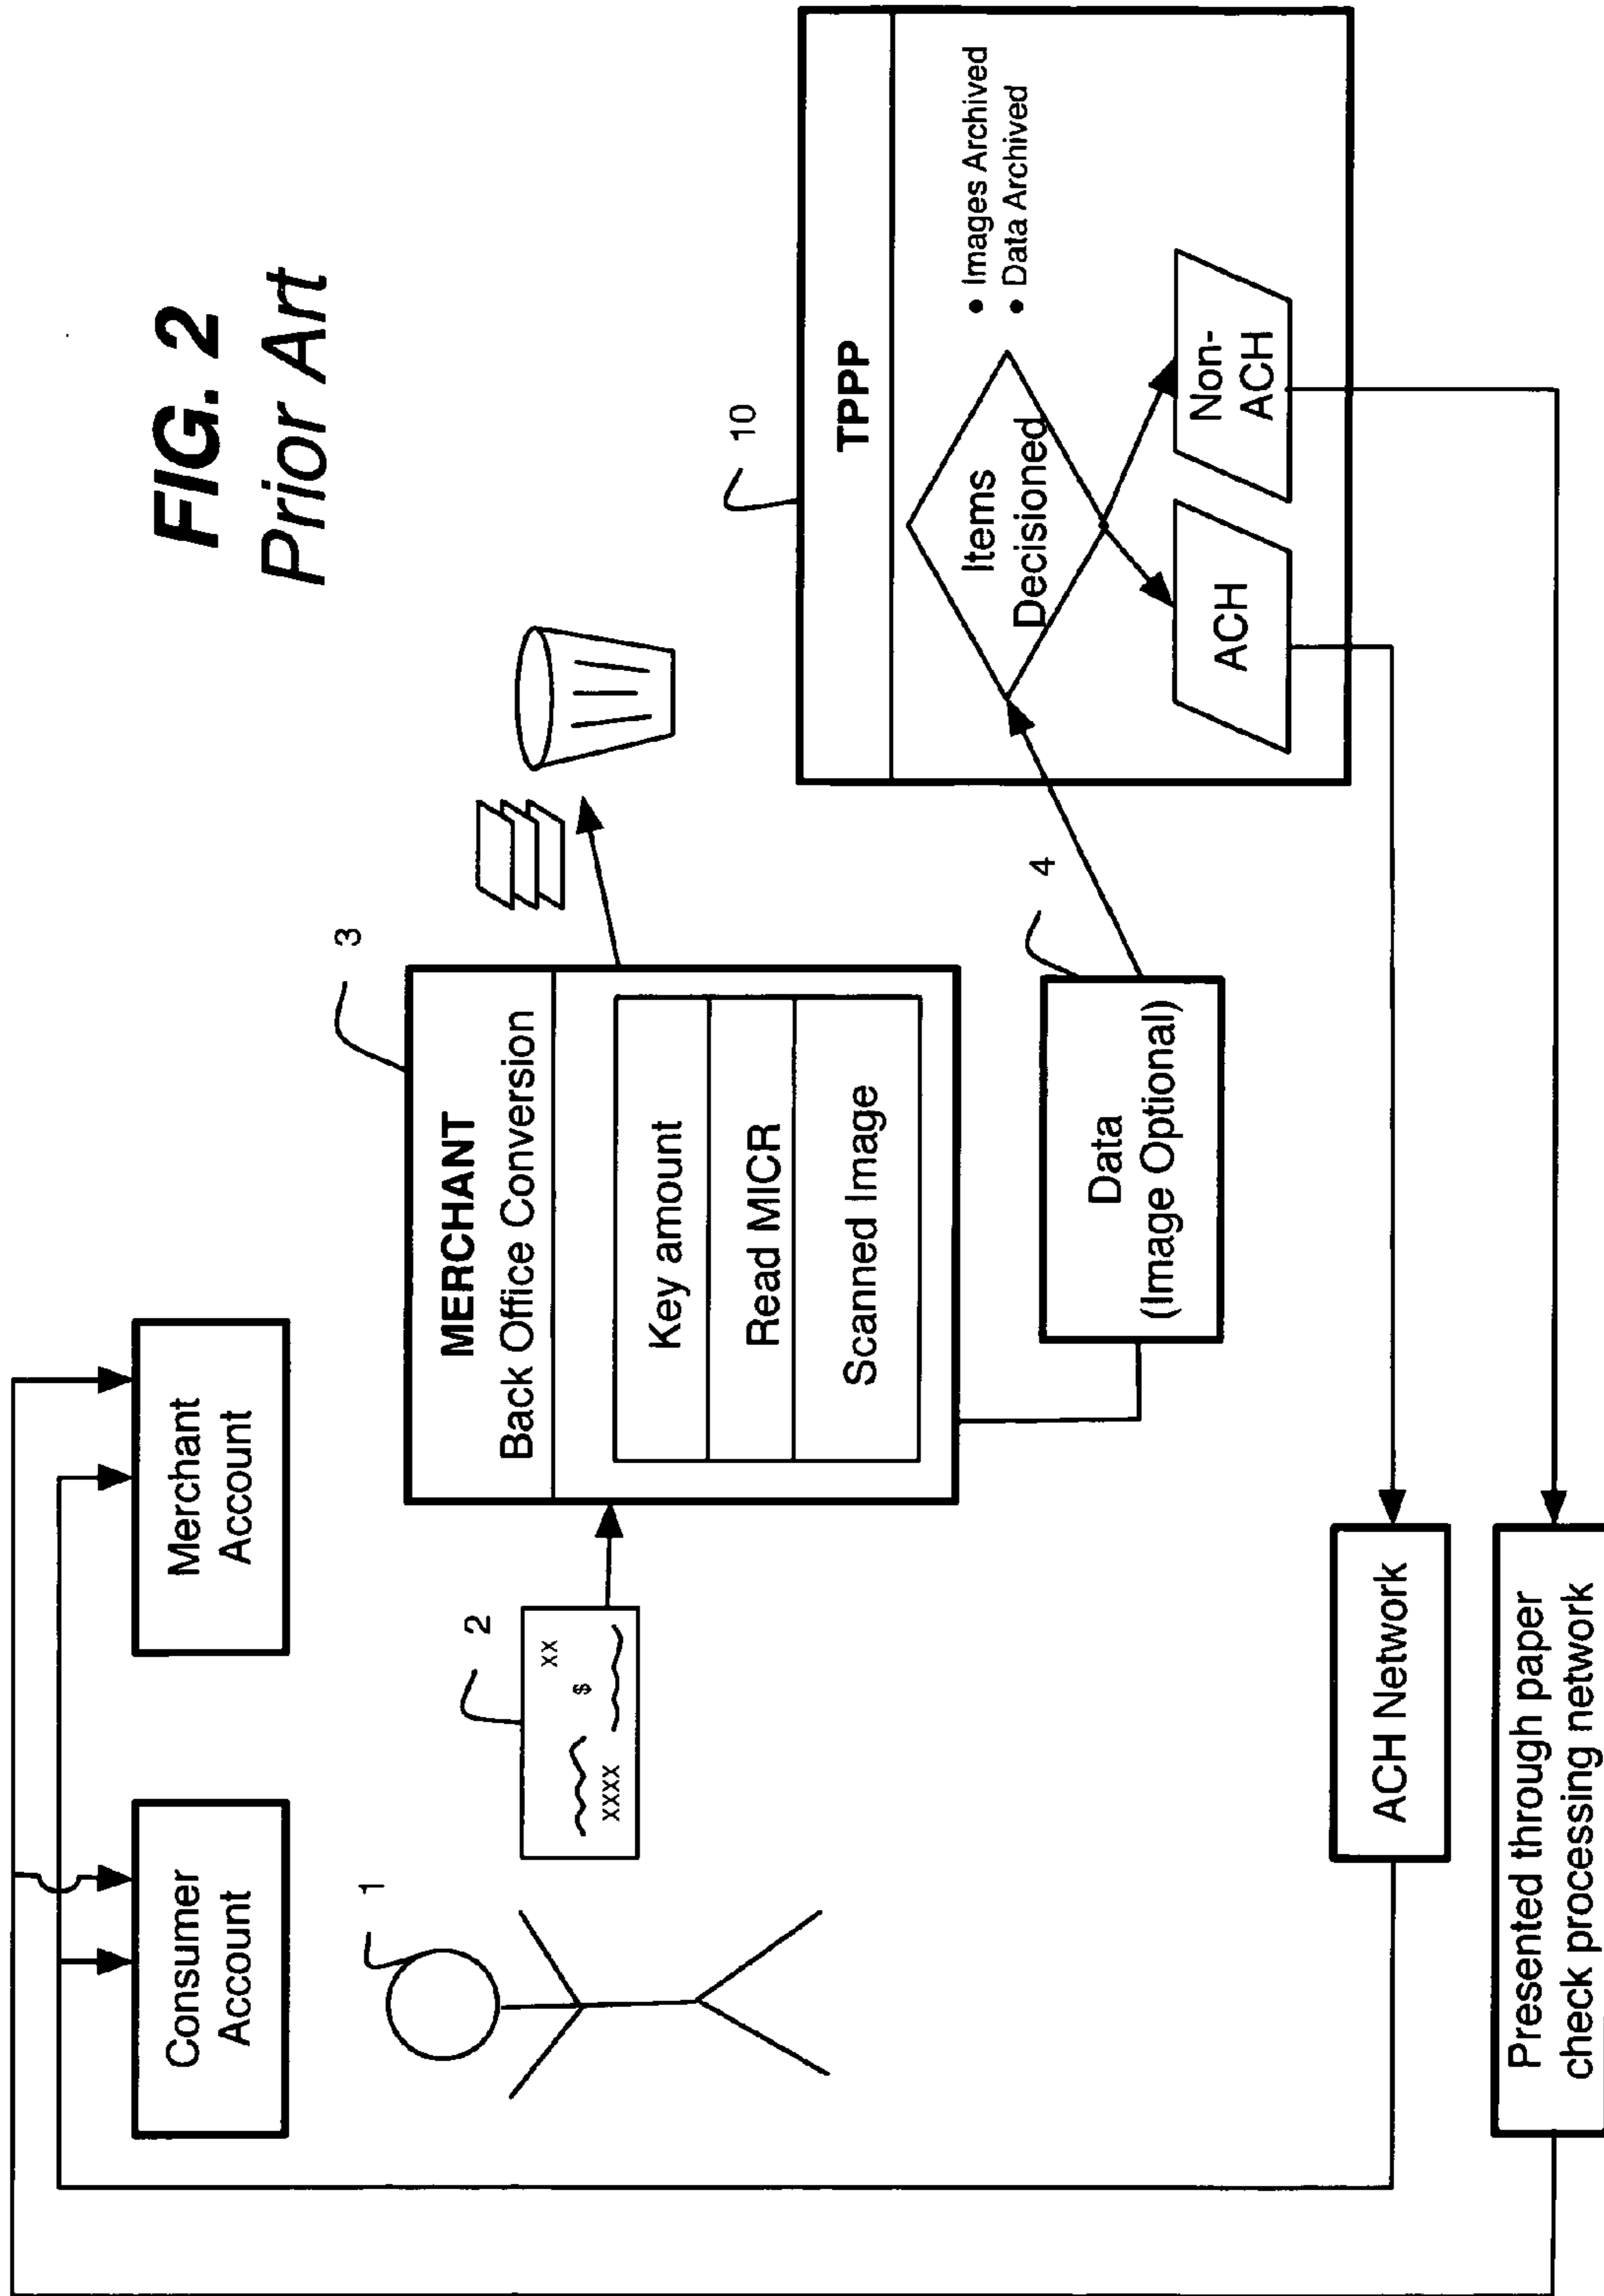 FIG. 2
Prior Art
Consumer
Account
Merchant
Account
1
2
xx
$
xxxx
3
MERCHANT
Back Office Conversion
Key amount
Read MICR
Scanned Image
4
Data
(Image Optional)
10
TPPP
• Images Archived
• Data Archived
Items
Decisioned
ACH
Non-
ACH
ACH Network
Presented through paper
check processing network